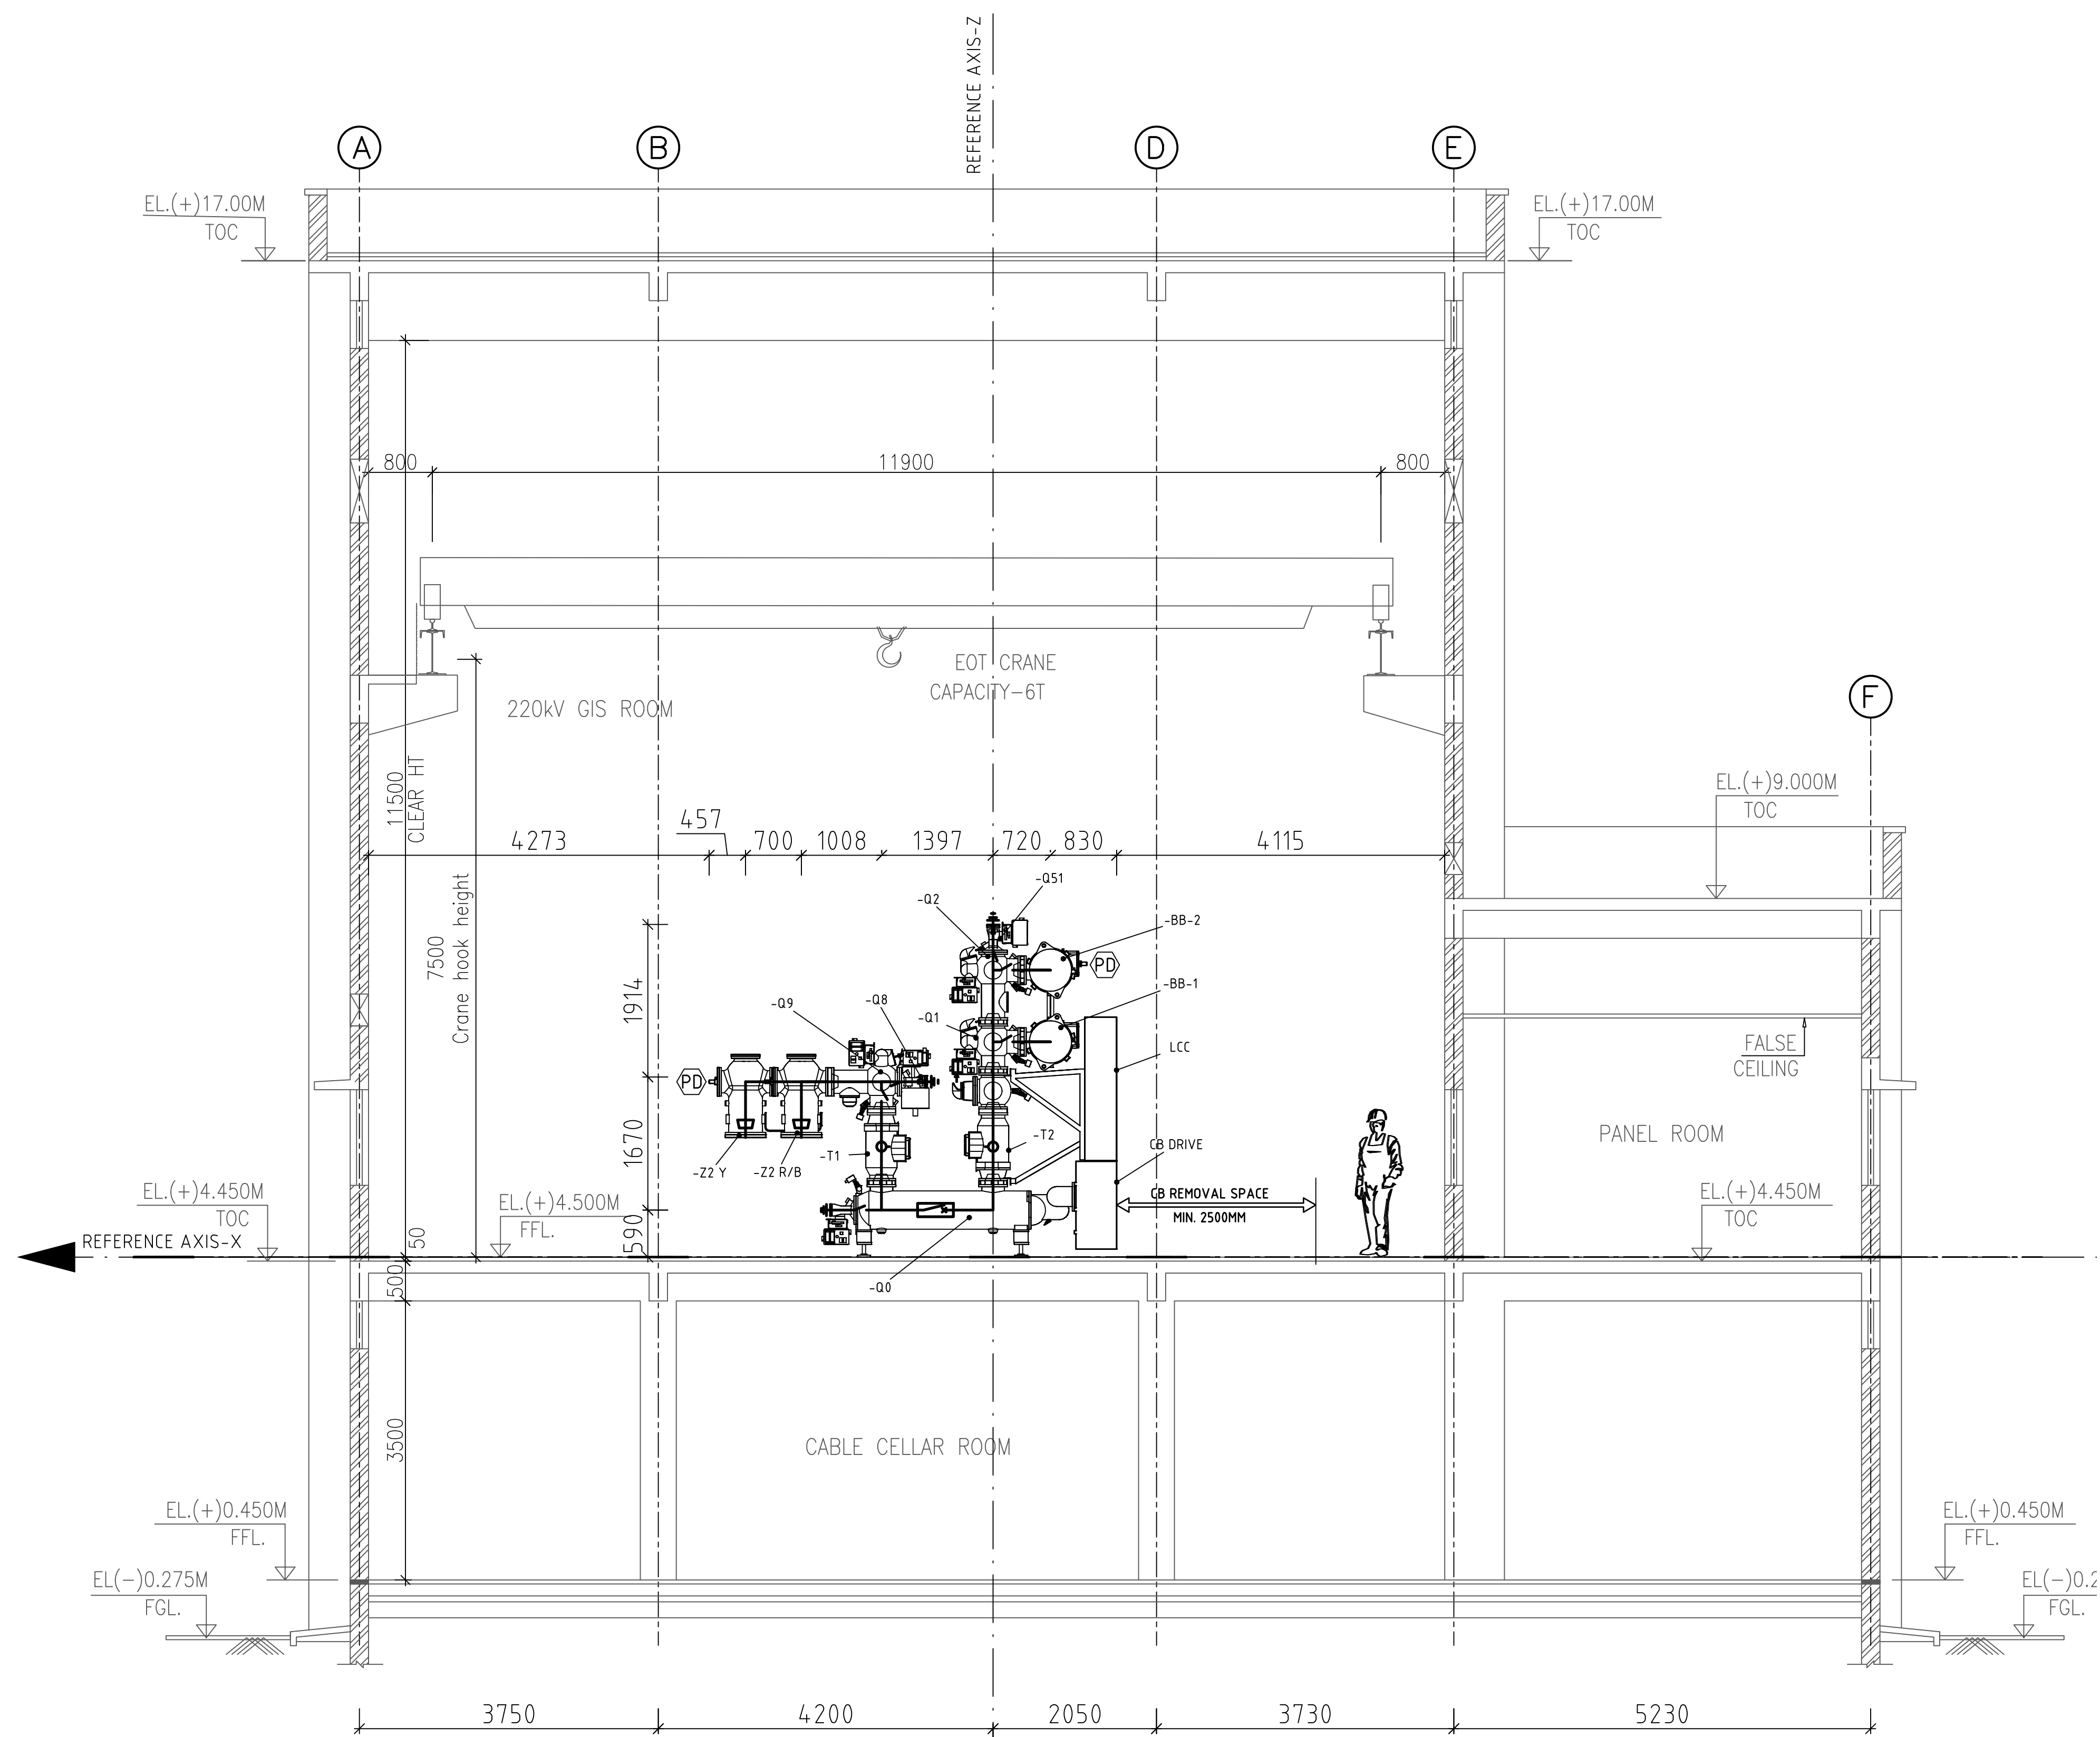 REFERENCE AXIS-Z
A
B
D
E
EL.(+)17.00M
TOC
EL.(+)17.00M
TOC
800
11900
800
EOT CRANE
CAPACITY-6T
220kV GIS ROOM
F
11500
CLEAR HT
7500
Crane hook height
EL.(+)9.000M
TOC
457
4273
700
1008
1397
720
830
4115
-Q51
-Q2
-BB-2
PD
-BB-1
-Q9
-Q8
-Q1
LCC
1914
FALSE
CEILING
PD
1670
-T1
-T2
CB DRIVE
PANEL ROOM
-Z2 Y
-Z2 R/B
EL.(+)4.450M
TOC
EL.(+)4.500M
FFL.
CB REMOVAL SPACE
MIN. 2500MM
EL.(+)4.450M
TOC
REFERENCE AXIS-X
50
590
500
-Q0
3500
CABLE CELLAR ROOM
EL.(+)0.450M
FFL.
EL.(+)0.450M
FFL.
EL(-)0.275M
FGL.
EL(-)0.2
FGL.
3750
4200
2050
3730
5230